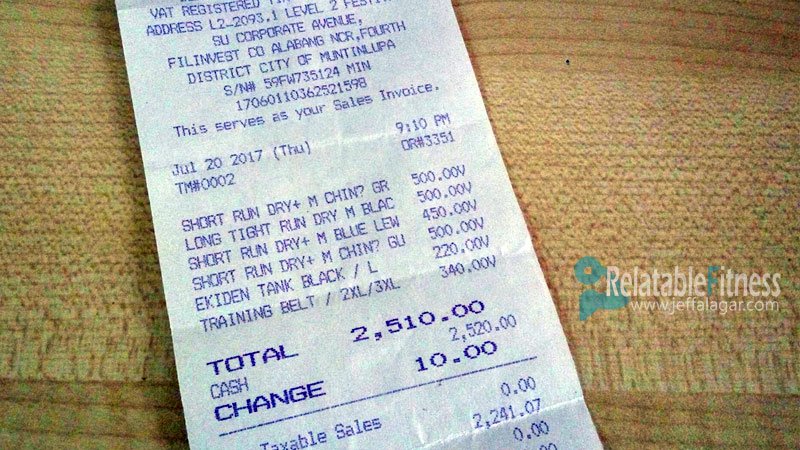 VAT REGISTERED
ADDRESS L2-2093.1 LEVEL 2 FESTIV
SU CORPORATE AVENUE,
FILINVEST CO ALABANG NCR,FOURTH
DISTRICT CITY OF MUNTINLUPA
S/N# 59FW735124 MIN
17060110362521598
This serves as your Sales Invoice.
Jul 20 2017 (Thu) 9:10 PM
TM#0002 OR#3351
SHORT RUN DRY+ M CHIN? GR 500.00V
LONG TIGHT RUN DRY M BLAC 500.00V
SHORT RUN DRY+ M BLUE LEW 450.00V
SHORT RUN DRY+ M CHIN? GU 500.00V
EKIDEN TANK BLACK / L 220.00V
TRAINING BELT / 2XL/3XL 340.00V
TOTAL 2,510.00
CASH 2,520.00
CHANGE 10.00
0.00
Taxable Sales 2,241.07
0.00
RelatableFitness
www.jeffalagar.com